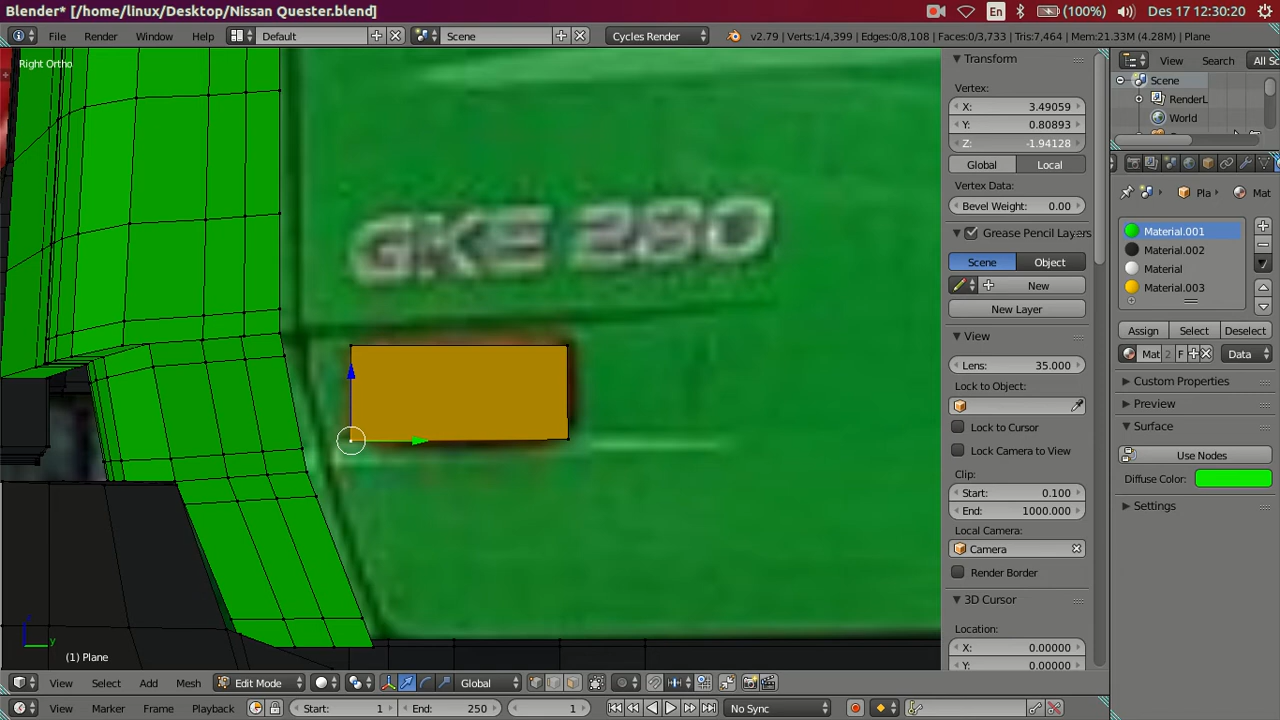 Blender* [/home/linux/Desktop/Nissan Quester.blend]
En
(100%)
Des 17 12:30:20
File Render Window Help
Default
Scene
Cycles Render
v2.79 | Verts:1/4,399 | Edges:0/8,108 | Faces:0/3,733 | Tris:7,464 | Mem:21.33M (4.28M) | Plane
Right Ortho
GKE 280
z
y
(1) Plane
Transform
Vertex:
X: 3.49059
Y: 0.80893
Z: -1.94128
Global Local
Vertex Data:
Bevel Weight: 0.00
Grease Pencil Layers
Scene Object
New
New Layer
View
Lens: 35.000
Lock to Object:
Lock to Cursor
Lock Camera to View
Clip:
Start: 0.100
End: 1000.000
Local Camera:
Camera
Render Border
3D Cursor
Location:
X: 0.00000
Y: 0.00000
View Search All Sc
Scene
RenderL
World
Pla Mat
Material.001
Material.002
Material
Material.003
Assign Select Deselect
Mat 2 F Data
Custom Properties
Preview
Surface
Use Nodes
Diffuse Color:
Settings
View Select Add Mesh Edit Mode Global
View Marker Frame Playback Start: 1 End: 250 1 No Sync